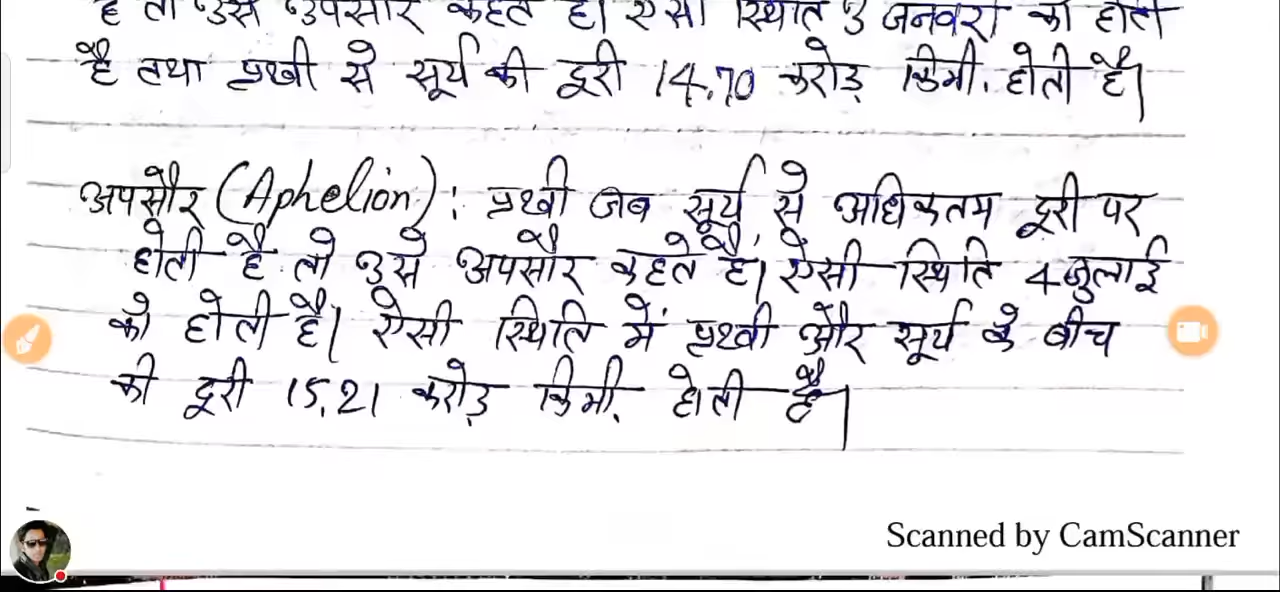 है तो उसे उपसौर कहते हैं। ऐसी स्थिति 3 जनवरी को होती
है तथा पृथ्वी से सूर्य की दूरी 14.70 करोड़ किमी. होती है।
अपसौर (Aphelion): पृथ्वी जब सूर्य से अधिकतम दूरी पर
होती है तो उसे अपसौर कहते हैं। ऐसी स्थिति 4 जुलाई
को होती है। ऐसी स्थिति में पृथ्वी और सूर्य के बीच
की दूरी 15.21 करोड़ किमी. होती है।
Scanned by CamScanner